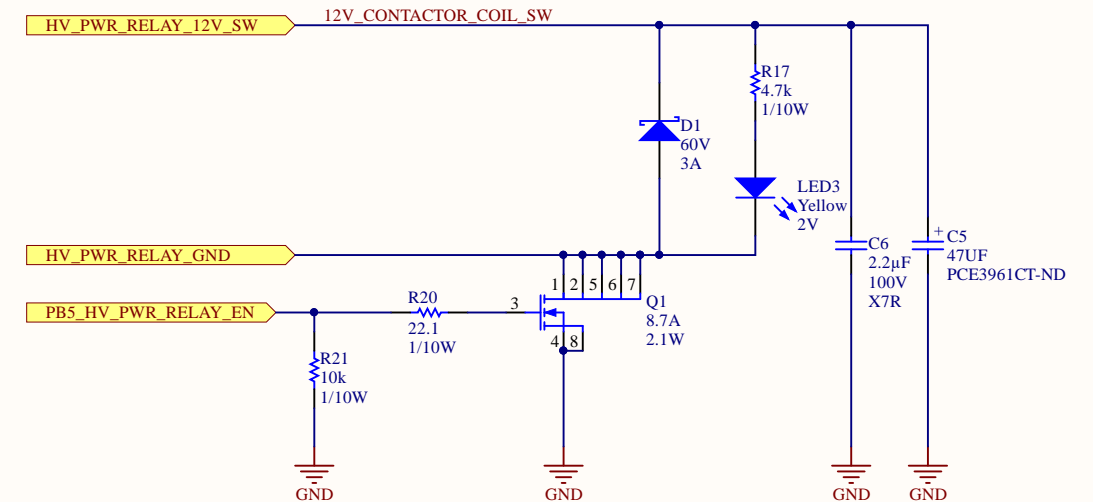 12V_CONTACTOR_COIL_SW
HV_PWR_RELAY_12V_SW
R17
4.7k
1/10W
D1
60V
3A
LED3
Yellow
2V
+
C5
47UF
PCE3961CT-ND
C6
2.2µF
100V
X7R
HV_PWR_RELAY_GND
1 2 5 6 7
Q1
8.7A
2.1W
3
4 8
PB5_HV_PWR_RELAY_EN
R20
22.1
1/10W
R21
10k
1/10W
GND
GND
GND
GND